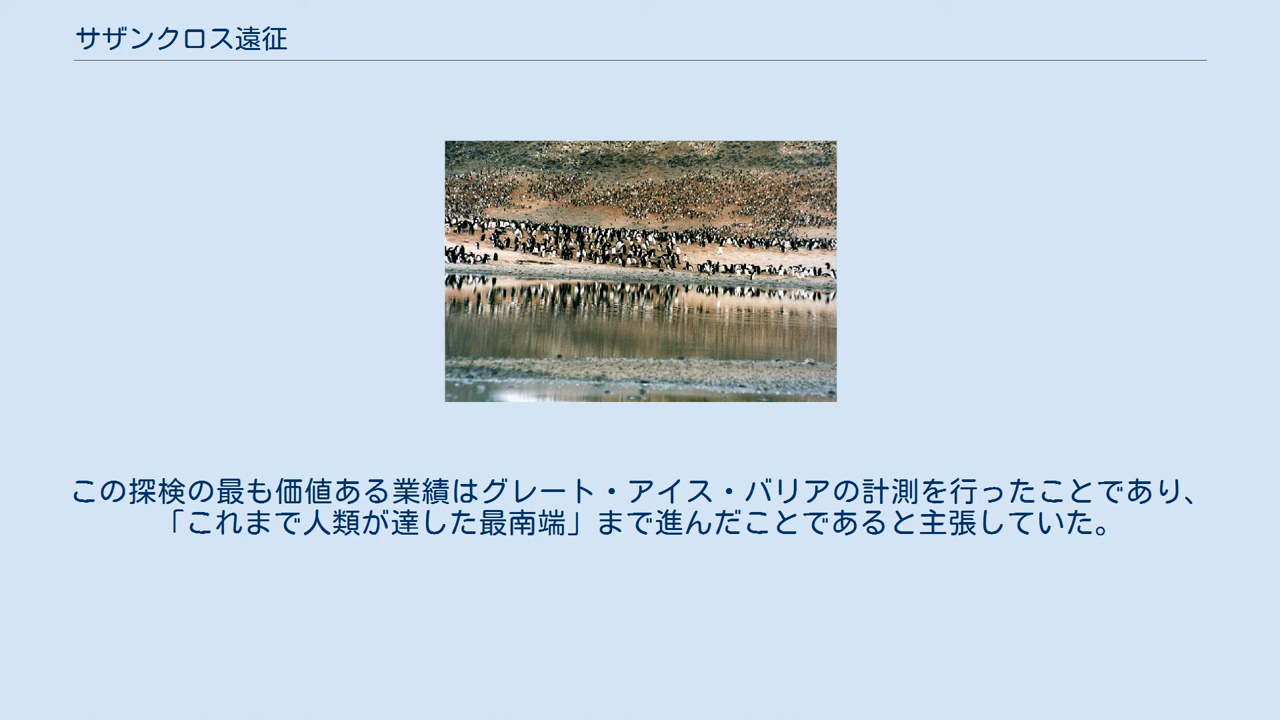 サザンクロス遠征
この探検の最も価値ある業績はグレート・アイス・バリアの計測を行ったことであり、
「これまで人類が達した最南端」まで進んだことであると主張していた。